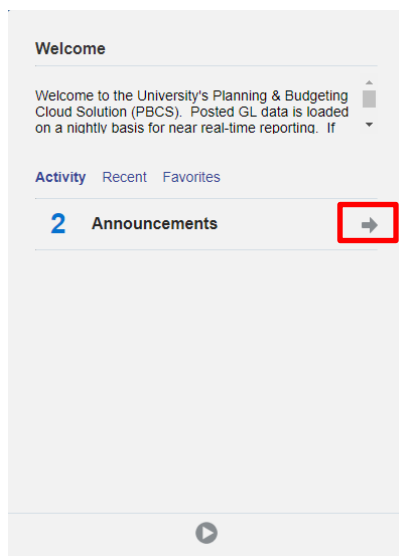 Welcome
Welcome to the University's Planning & Budgeting
Cloud Solution (PBCS). Posted GL data is loaded
on a nightly basis for near real-time reporting. If
Activity Recent Favorites
2 Announcements